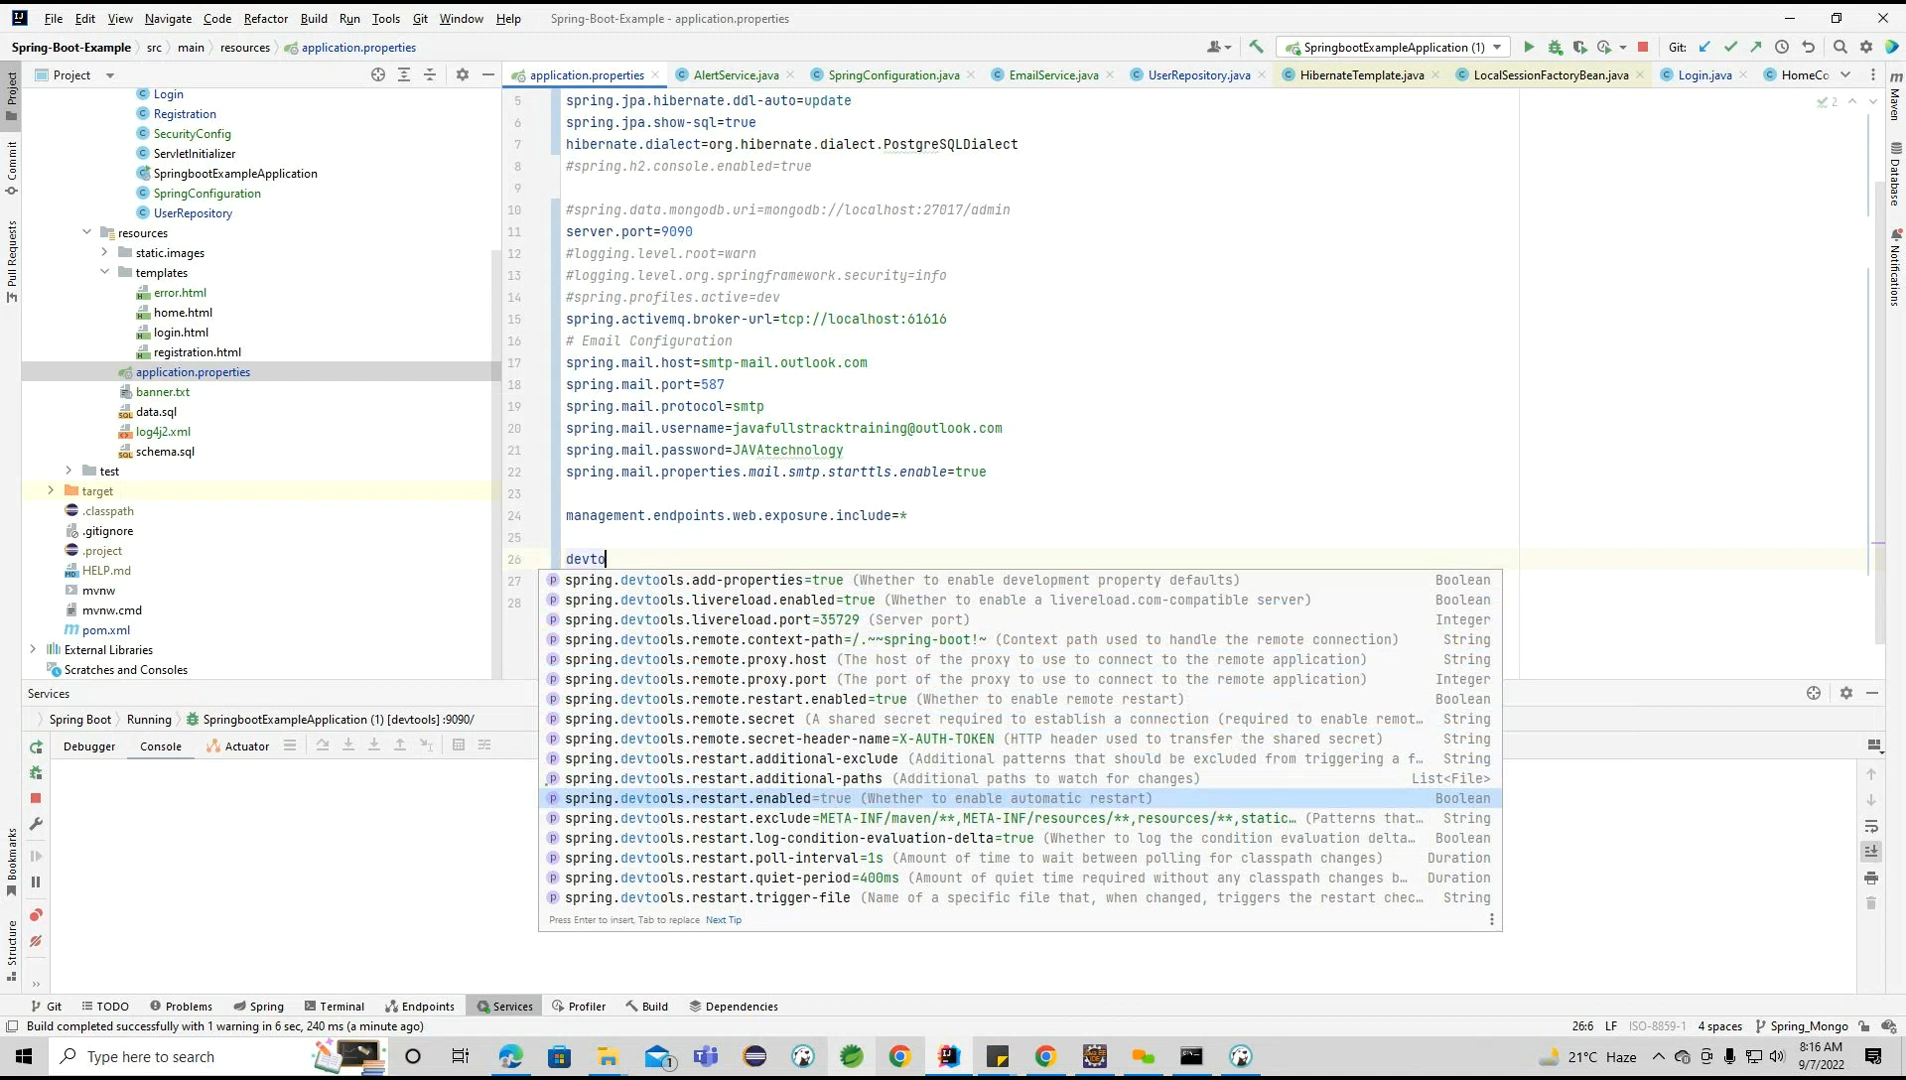 File Edit View Navigate Code Refactor Build Run Tools Git Window Help Spring-Boot-Example - application.properties
Spring-Boot-Example src main resources application.properties SpringbootExampleApplication (1) Git:
Project
application.properties AlertService.java SpringConfiguration.java EmailService.java UserRepository.java HibernateTemplate.java LocalSessionFactoryBean.java Login.java HomeCo
Project
Commit
Pull Requests
Bookmarks
Structure
Login
Registration
SecurityConfig
ServletInitializer
SpringbootExampleApplication
SpringConfiguration
UserRepository
resources
static.images
templates
error.html
home.html
login.html
registration.html
application.properties
banner.txt
data.sql
log4j2.xml
schema.sql
test
target
.classpath
.gitignore
.project
HELP.md
mvnw
mvnw.cmd
pom.xml
External Libraries
Scratches and Consoles
5 spring.jpa.hibernate.ddl-auto=update
6 spring.jpa.show-sql=true
7 hibernate.dialect=org.hibernate.dialect.PostgreSQLDialect
8 #spring.h2.console.enabled=true
9
10 #spring.data.mongodb.uri=mongodb://localhost:27017/admin
11 server.port=9090
12 #logging.level.root=warn
13 #logging.level.org.springframework.security=info
14 #spring.profiles.active=dev
15 spring.activemq.broker-url=tcp://localhost:61616
16 # Email Configuration
17 spring.mail.host=smtp-mail.outlook.com
18 spring.mail.port=587
19 spring.mail.protocol=smtp
20 spring.mail.username=javafullstracktraining@outlook.com
21 spring.mail.password=JAVAtechnology
22 spring.mail.properties.mail.smtp.starttls.enable=true
23
24 management.endpoints.web.exposure.include=*
25
26 devto
27
28
2
spring.devtools.add-properties=true (Whether to enable development property defaults) Boolean
spring.devtools.livereload.enabled=true (Whether to enable a livereload.com-compatible server) Boolean
spring.devtools.livereload.port=35729 (Server port) Integer
spring.devtools.remote.context-path=/.~~spring-boot!~ (Context path used to handle the remote connection) String
spring.devtools.remote.proxy.host (The host of the proxy to use to connect to the remote application) String
spring.devtools.remote.proxy.port (The port of the proxy to use to connect to the remote application) Integer
spring.devtools.remote.restart.enabled=true (Whether to enable remote restart) Boolean
spring.devtools.remote.secret (A shared secret required to establish a connection (required to enable remot… String
spring.devtools.remote.secret-header-name=X-AUTH-TOKEN (HTTP header used to transfer the shared secret) String
spring.devtools.restart.additional-exclude (Additional patterns that should be excluded from triggering a f… String
spring.devtools.restart.additional-paths (Additional paths to watch for changes) List<File>
spring.devtools.restart.enabled=true (Whether to enable automatic restart) Boolean
spring.devtools.restart.exclude=META-INF/maven/**,META-INF/resources/**,resources/**,static… (Patterns that… String
spring.devtools.restart.log-condition-evaluation-delta=true (Whether to log the condition evaluation delta… Boolean
spring.devtools.restart.poll-interval=1s (Amount of time to wait between polling for classpath changes) Duration
spring.devtools.restart.quiet-period=400ms (Amount of quiet time required without any classpath changes b… Duration
spring.devtools.restart.trigger-file (Name of a specific file that, when changed, triggers the restart chec… String
Press Enter to insert, Tab to replace Next Tip
Maven
Database
Notifications
Services
Spring Boot Running SpringbootExampleApplication (1) [devtools] :9090/
Debugger Console Actuator
Git TODO Problems Spring Terminal Endpoints Services Profiler Build Dependencies
Build completed successfully with 1 warning in 6 sec, 240 ms (a minute ago) 26:6 LF ISO-8859-1 4 spaces Spring_Mongo
Type here to search 1 21°C Haze 8:16 AM
9/7/2022